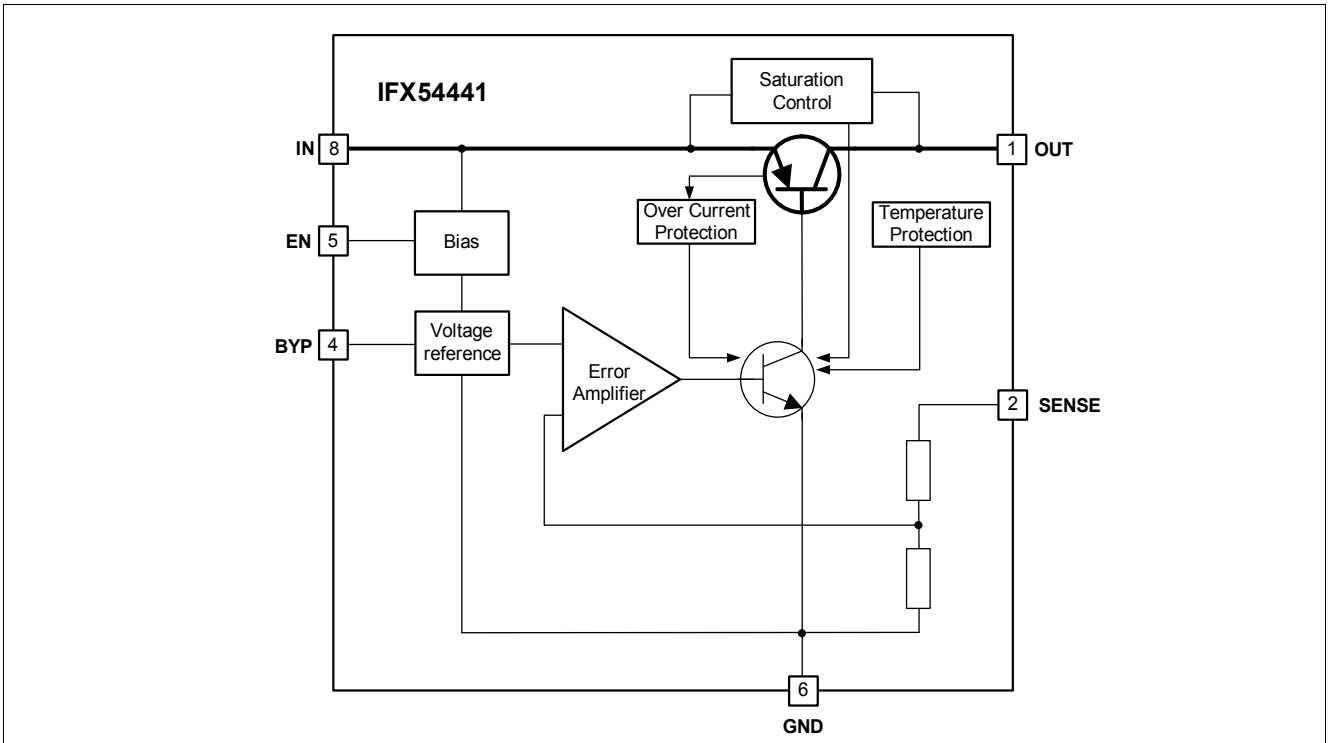 IFX54441
Saturation
Control
IN 8
1 OUT
Over Current
Protection
Temperature
Protection
EN 5
Bias
BYP 4
Voltage
reference
Error
Amplifier
2 SENSE
6
GND